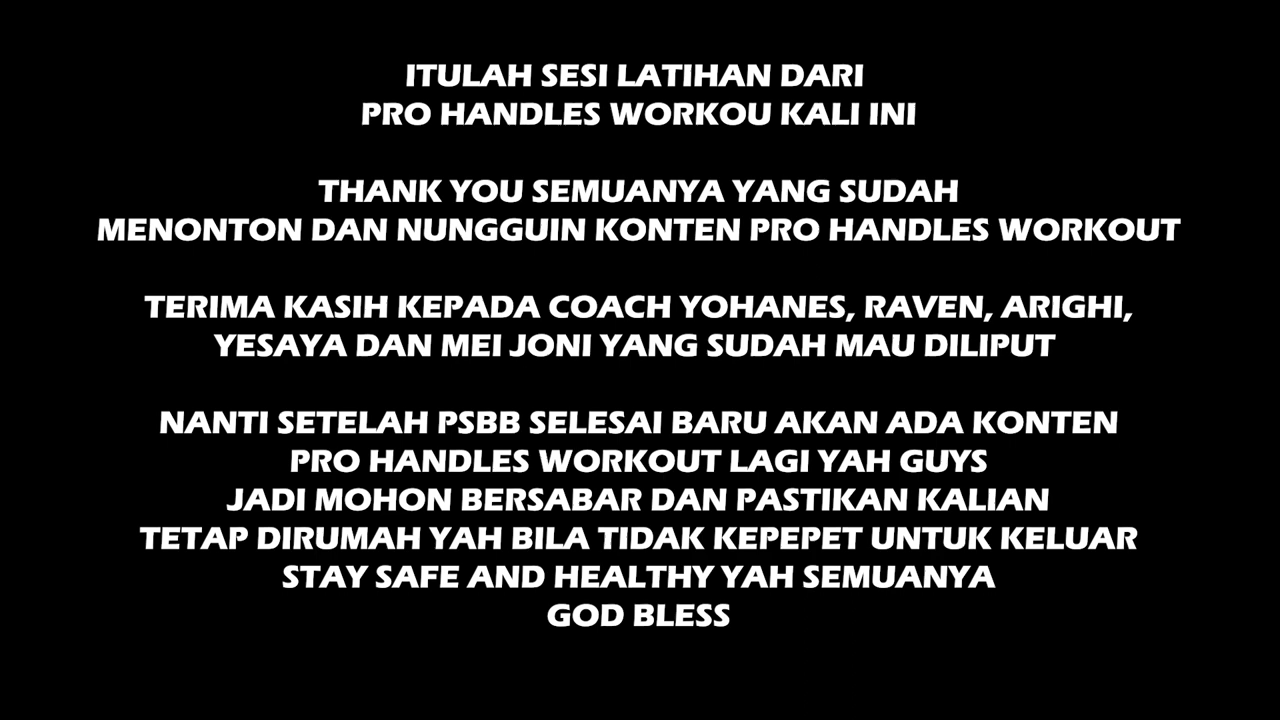 ITULAH SESI LATIHAN DARI
PRO HANDLES WORKOU KALI INI
THANK YOU SEMUANYA YANG SUDAH
MENONTON DAN NUNGGUIN KONTEN PRO HANDLES WORKOUT
TERIMA KASIH KEPADA COACH YOHANES, RAVEN, ARIGHI,
YESAYA DAN MEI JONI YANG SUDAH MAU DILIPUT
NANTI SETELAH PSBB SELESAI BARU AKAN ADA KONTEN
PRO HANDLES WORKOUT LAGI YAH GUYS
JADI MOHON BERSABAR DAN PASTIKAN KALIAN
TETAP DIRUMAH YAH BILA TIDAK KEPEPET UNTUK KELUAR
STAY SAFE AND HEALTHY YAH SEMUANYA
GOD BLESS